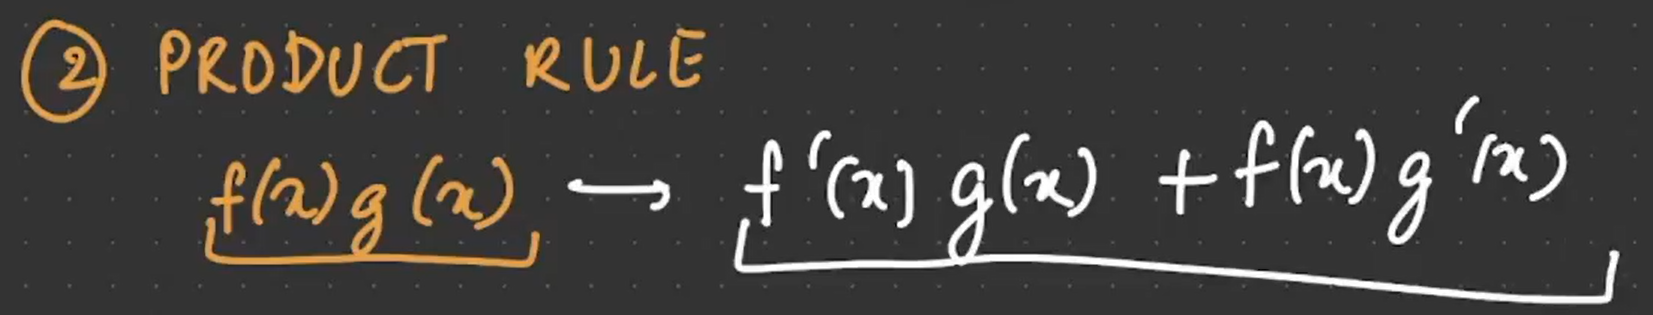 ② PRODUCT RULE
f(x)g(x) → f'(x)g(x) + f(x)g'(x)